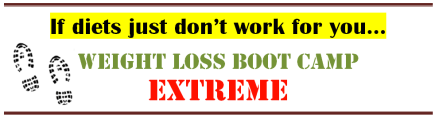 If diets just don't work for you...
WEIGHT LOSS BOOT CAMP
EXTREME